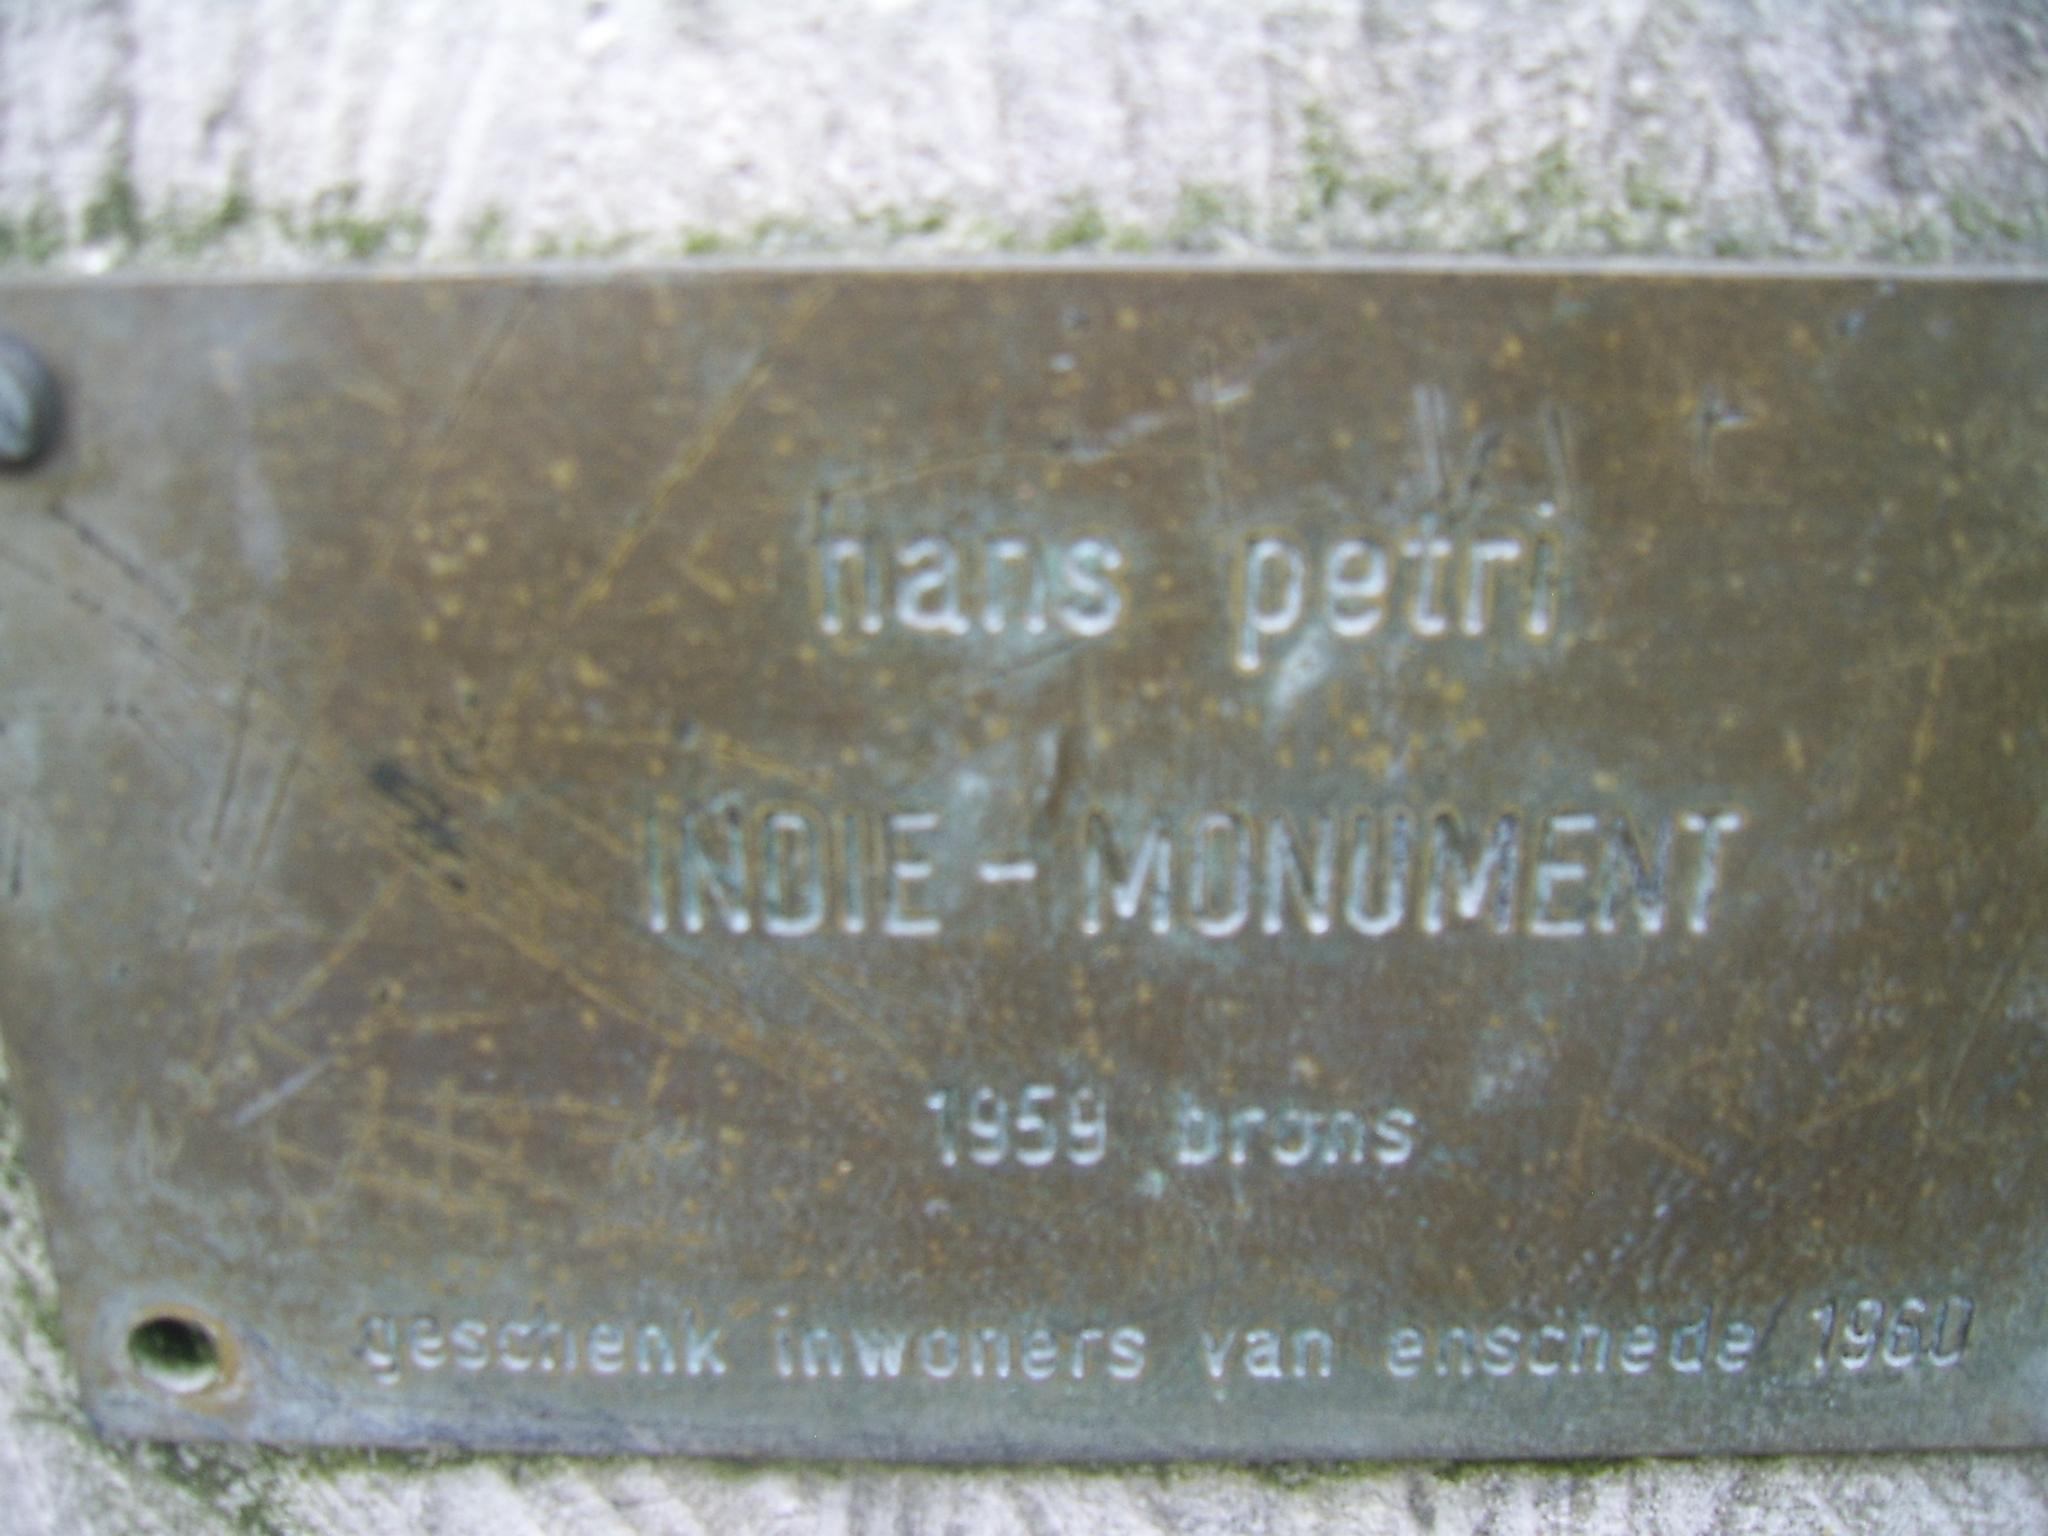 hans petri
INDIE - MONUMENT
1959 brons
geschenk inwoners van enschede 1960